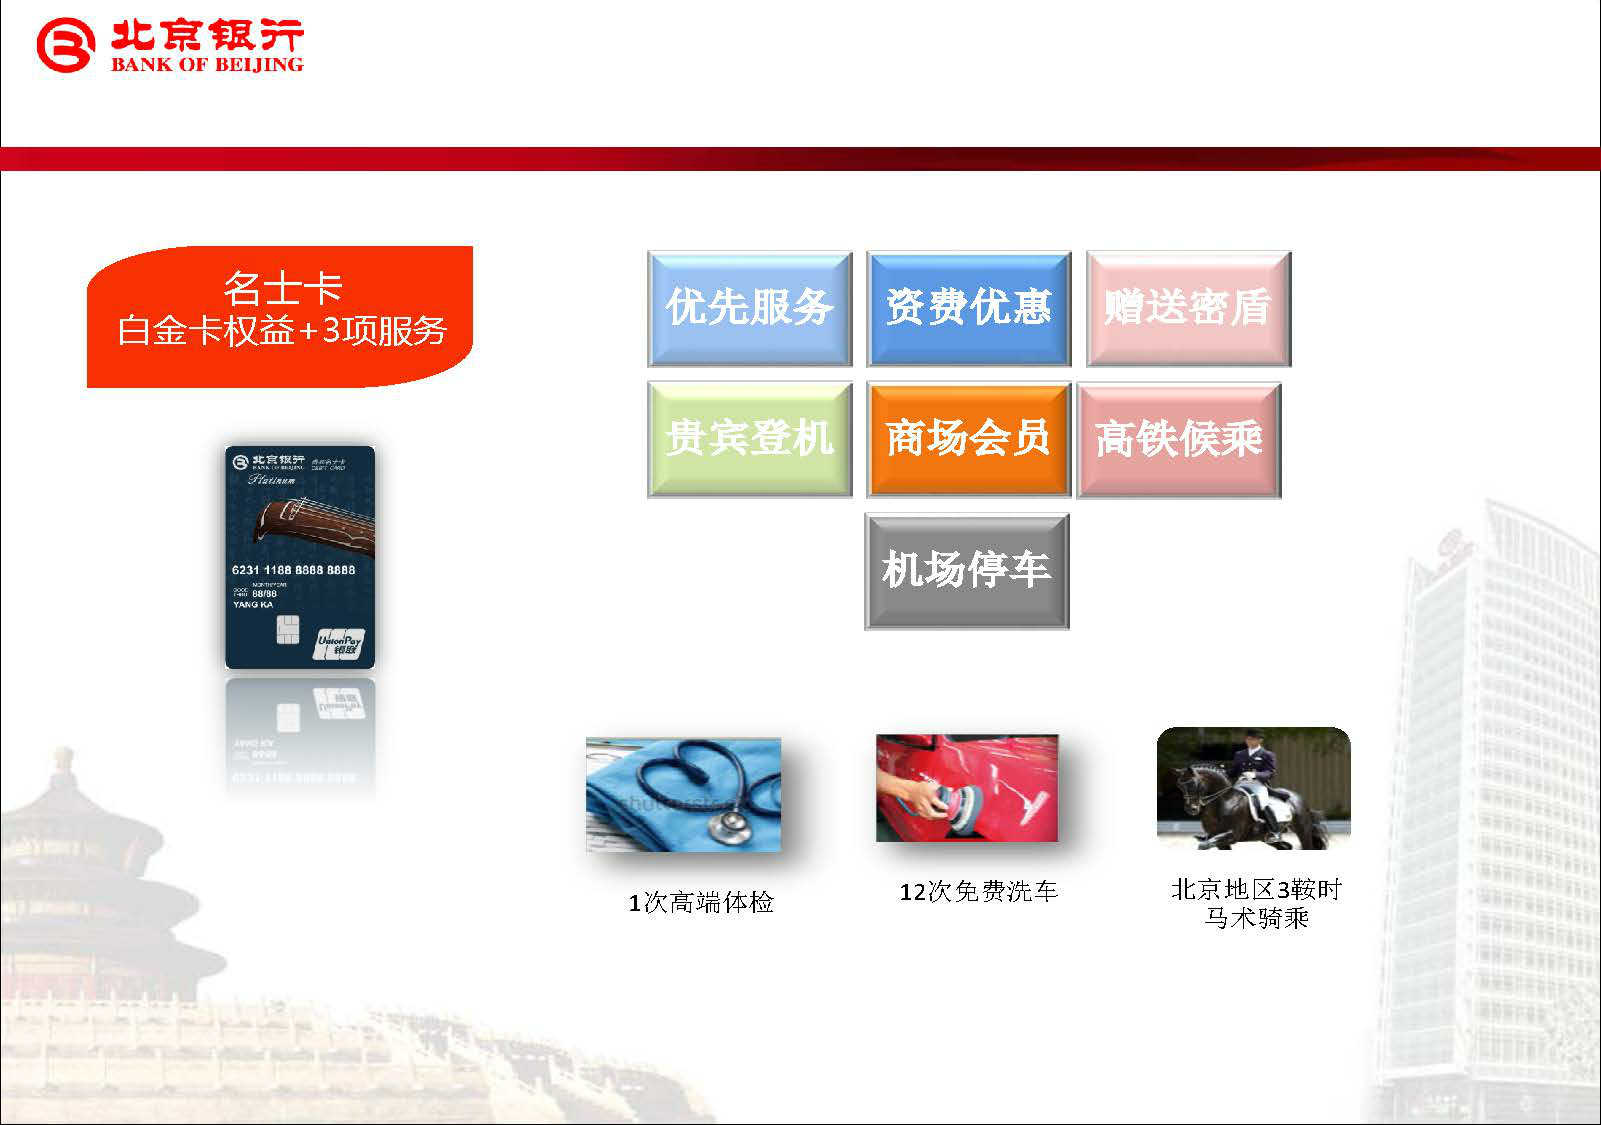 北京银行
BANK OF BEIJING
名士卡
白金卡权益+3项服务
优先服务
资费优惠
赠送密盾
贵宾登机
商场会员
高铁候乘
机场停车
北京银行
BANK OF BEIJING
Platinum
6231 1188 8888 8888
MONTH/YEAR
88/88
YANG KA
UnionPay
银联
shutterstock
1次高端体检
12次免费洗车
北京地区3鞍时
马术骑乘